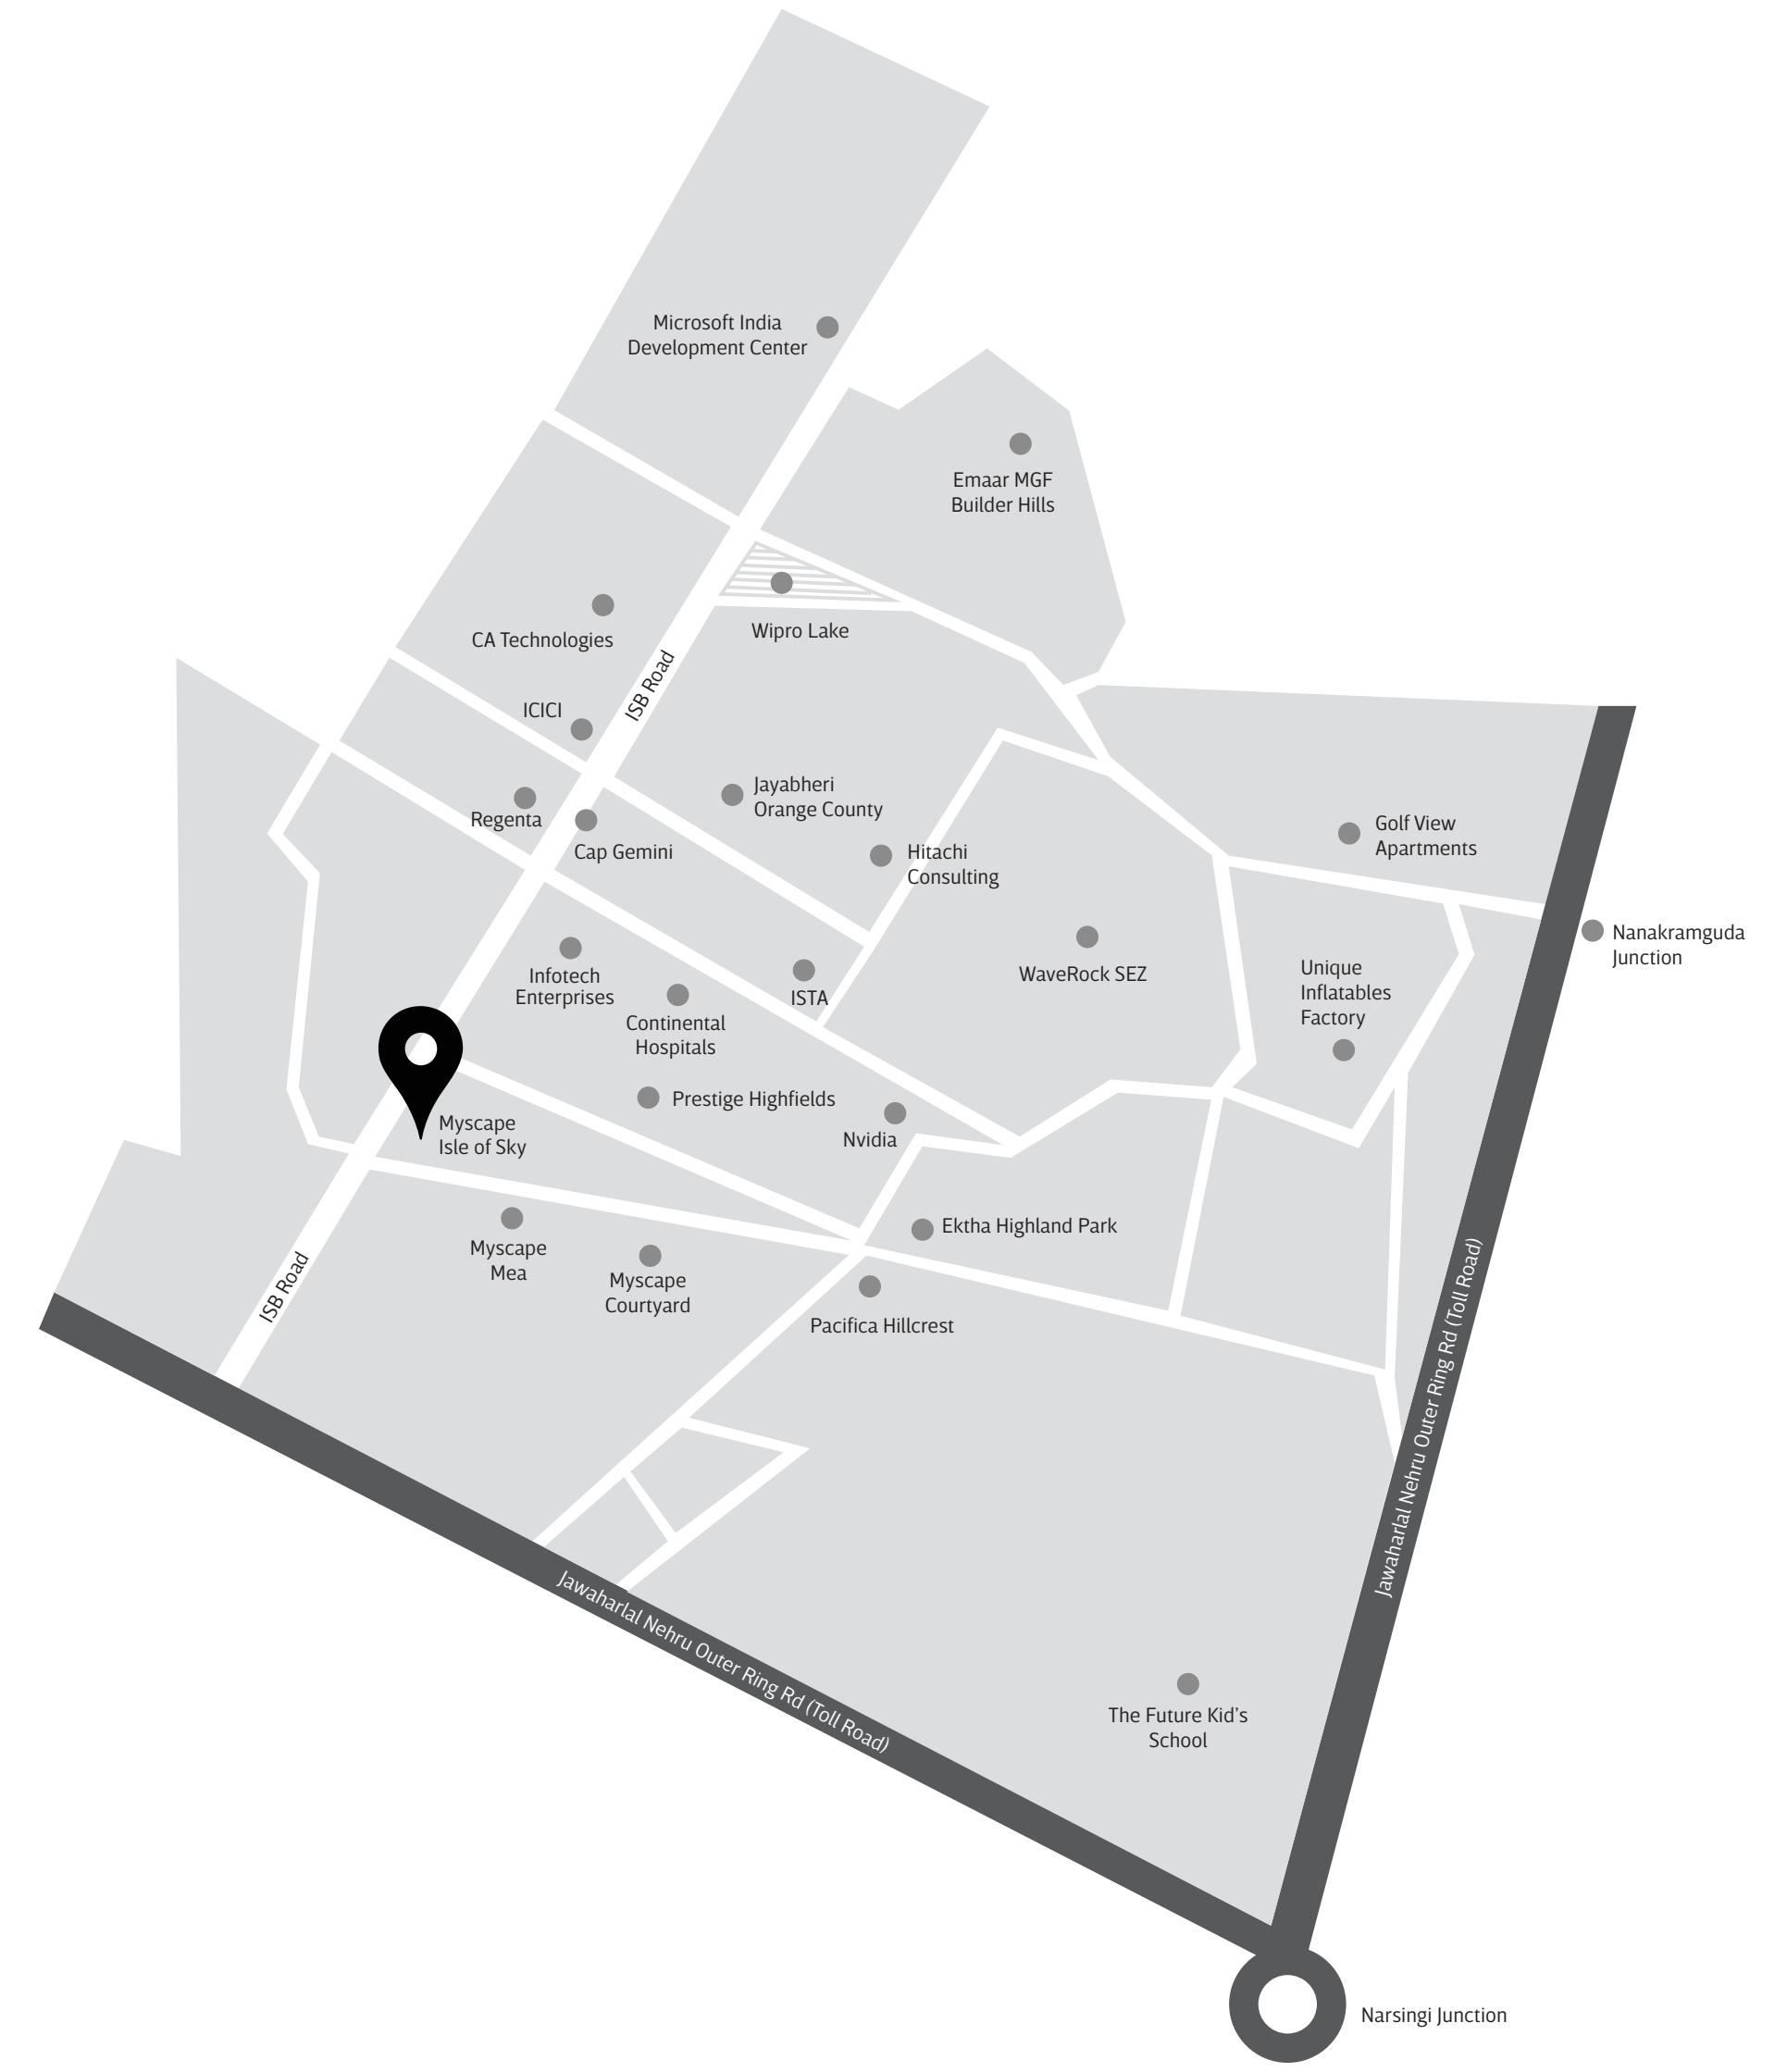 Microsoft India
Development Center
Emaar MGF
Builder Hills
CA Technologies
Wipro Lake
ISB Road
ICICI
Jayabheri
Orange County
Regenta
Cap Gemini
Hitachi
Consulting
Golf View
Apartments
Nanakramguda
Junction
Infotech
Enterprises
ISTA
WaveRock SEZ
Unique
Inflatables
Factory
Continental
Hospitals
Prestige Highfields
Nvidia
Myscape
Isle of Sky
Ektha Highland Park
Myscape
Mea
Myscape
Courtyard
Pacifica Hillcrest
ISB Road
Jawaharlal Nehru Outer Ring Rd (Toll Road)
Jawaharlal Nehru Outer Ring Rd (Toll Road)
The Future Kid’s
School
Narsingi Junction